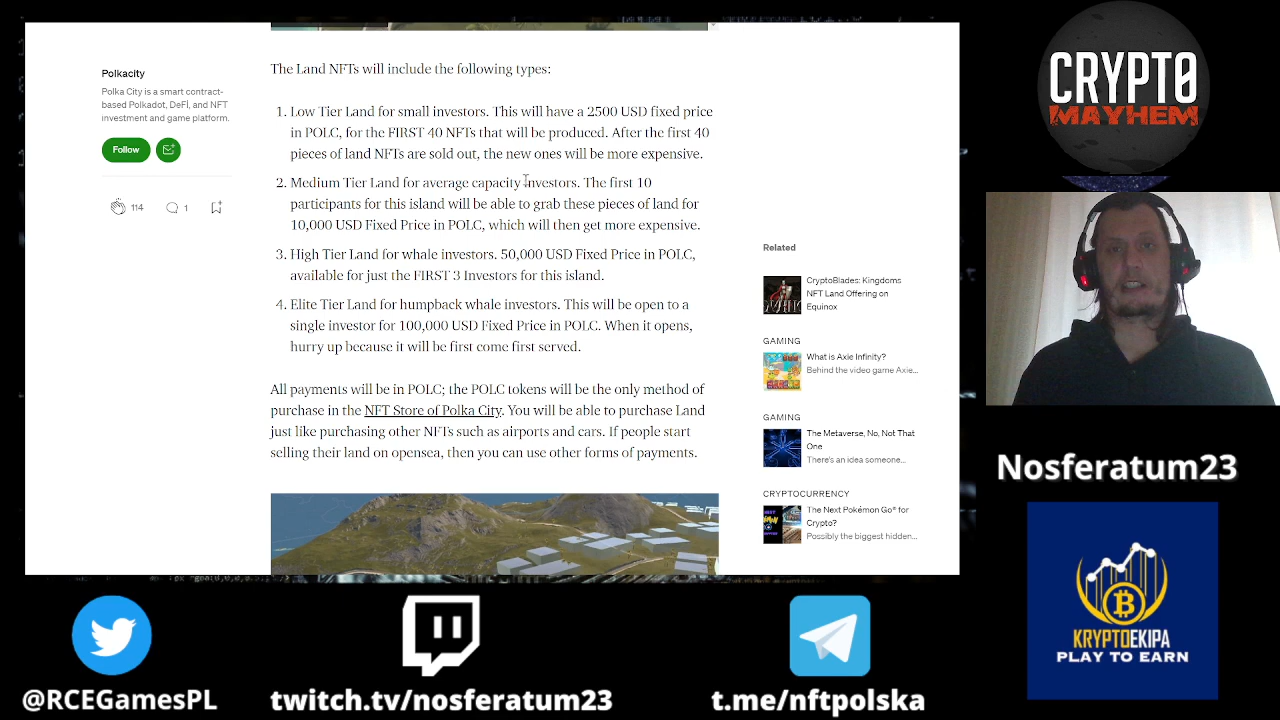 Polkacity
Polka City is a smart contract-
based Polkadot, DeFİ, and NFT
investment and game platform.
Follow
114
1
The Land NFTs will include the following types:
1. Low Tier Land for small investors. This will have a 2500 USD fixed price
in POLC, for the FIRST 40 NFTs that will be produced. After the first 40
pieces of land NFTs are sold out, the new ones will be more expensive.
2. Medium Tier Land for average capacity investors. The first 10
participants for this island will be able to grab these pieces of land for
10,000 USD Fixed Price in POLC, which will then get more expensive.
3. High Tier Land for whale investors. 50,000 USD Fixed Price in POLC,
available for just the FIRST 3 Investors for this island.
4. Elite Tier Land for humpback whale investors. This will be open to a
single investor for 100,000 USD Fixed Price in POLC. When it opens,
hurry up because it will be first come first served.
All payments will be in POLC; the POLC tokens will be the only method of
purchase in the NFT Store of Polka City. You will be able to purchase Land
just like purchasing other NFTs such as airports and cars. If people start
selling their land on opensea, then you can use other forms of payments.
Related
CryptoBlades: Kingdoms
NFT Land Offering on
Equinox
GAMING
What is Axie Infinity?
Behind the video game Axie...
GAMING
The Metaverse, No, Not That
One
There's an idea someone...
CRYPTOCURRENCY
The Next Pokémon Go® for
Crypto?
Possibly the biggest hidden...
CRYPTO
MAYHEM
Nosferatum23
KRYPTOEKIPA
PLAY TO EARN
@RCEGamesPL
twitch.tv/nosferatum23
t.me/nftpolska